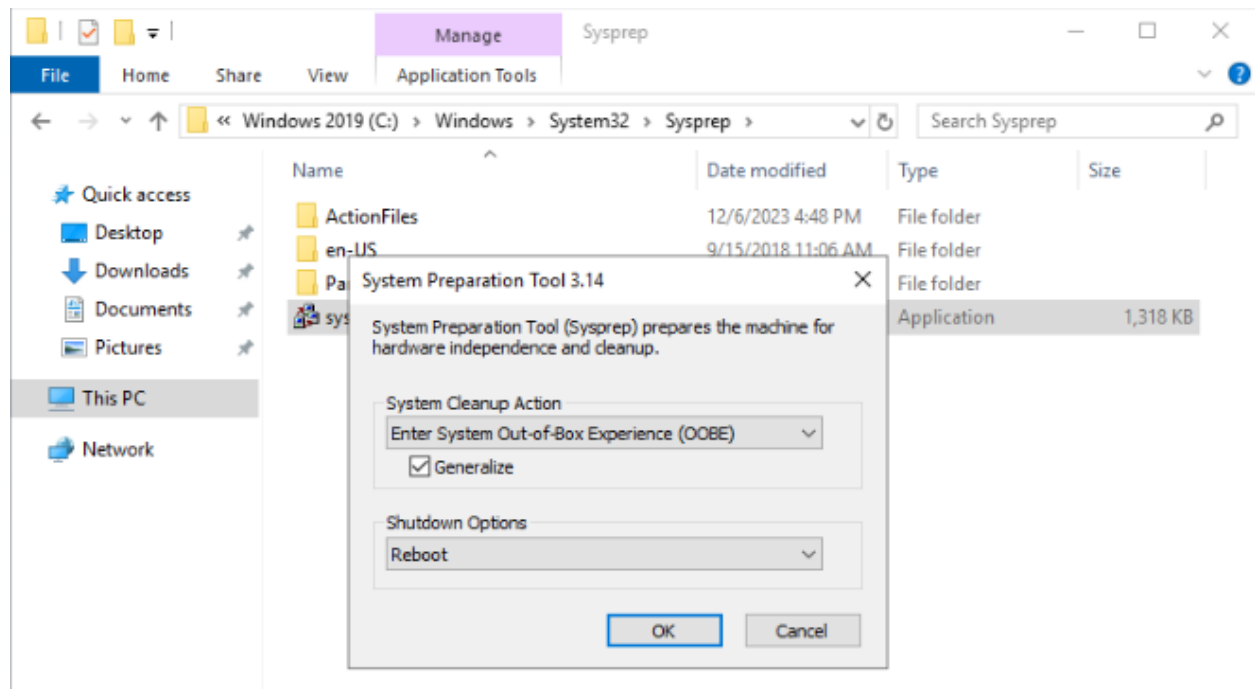 Manage
Sysprep
File
Home
Share
View
Application Tools
« Windows 2019 (C:) > Windows > System32 > Sysprep >
Search Sysprep
Name
Date modified
Type
Size
Quick access
Desktop
Downloads
Documents
Pictures
This PC
Network
ActionFiles
12/6/2023 4:48 PM
File folder
en-US
9/15/2018 11:06 AM
File folder
Pa
File folder
sys
Application
1,318 KB
System Preparation Tool 3.14
System Preparation Tool (Sysprep) prepares the machine for
hardware independence and cleanup.
System Cleanup Action
Enter System Out-of-Box Experience (OOBE)
Generalize
Shutdown Options
Reboot
OK
Cancel